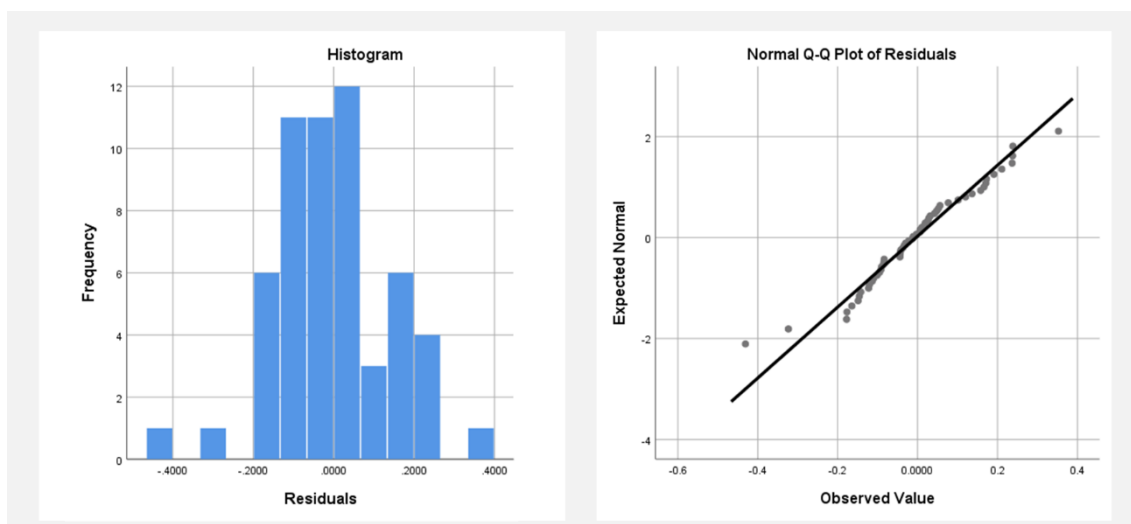 Histogram
Frequency
12
10
8
6
4
2
0
-.4000 -.2000 .0000 .2000 .4000
Residuals
Normal Q-Q Plot of Residuals
Expected Normal
2
0
-2
-4
-0.6 -0.4 -0.2 0.0000 0.2 0.4
Observed Value